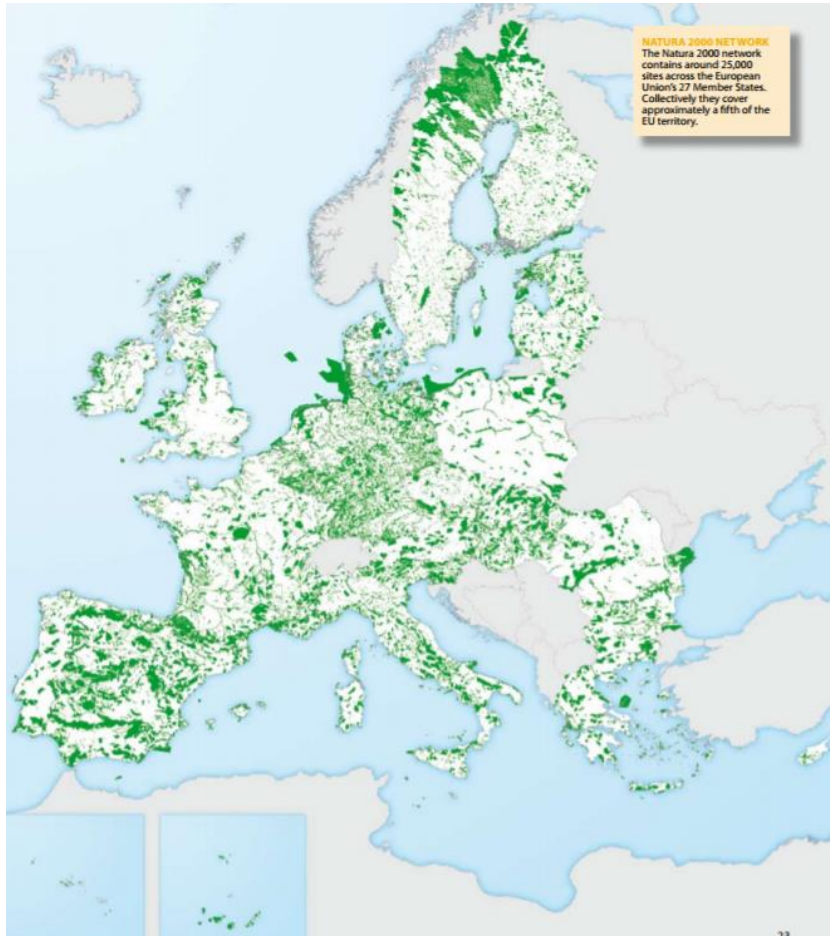 NATURA 2000 NETWORK
The Natura 2000 network
contains around 25,000
sites across the European
Union's 27 Member States.
Collectively they cover
approximately a fifth of the
EU territory.
23